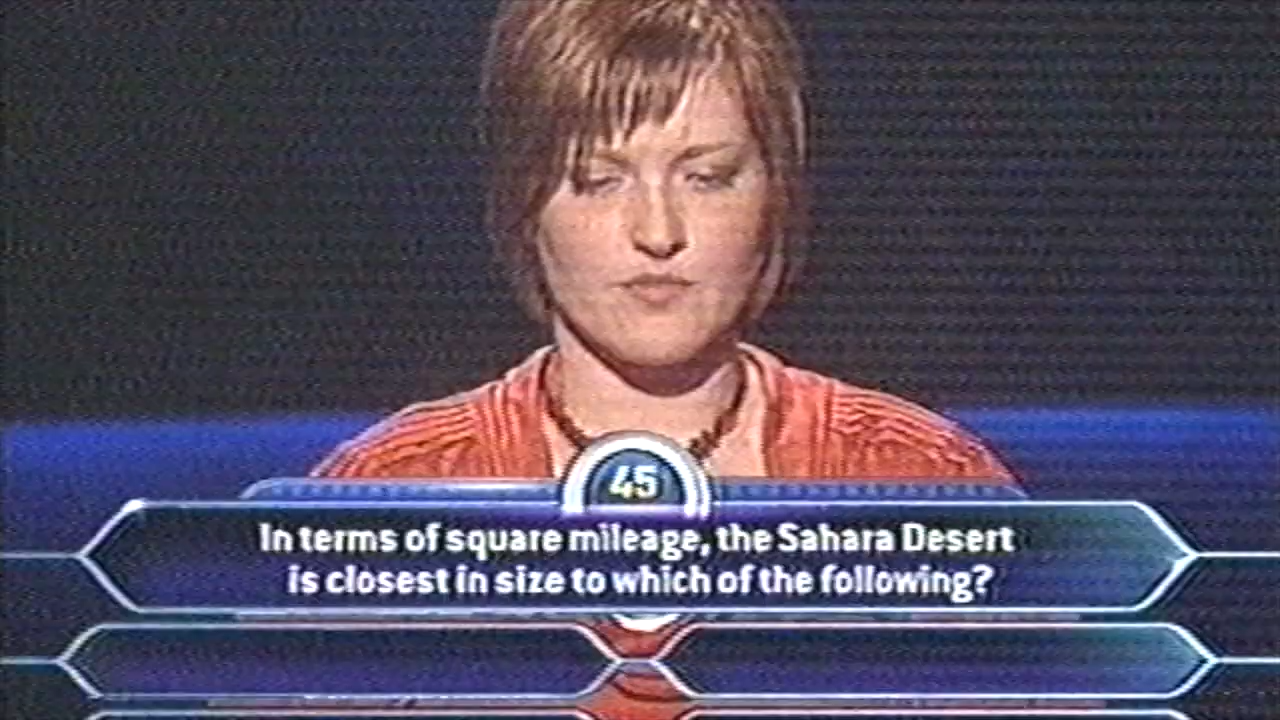 45
In terms of square mileage, the Sahara Desert
is closest in size to which of the following?